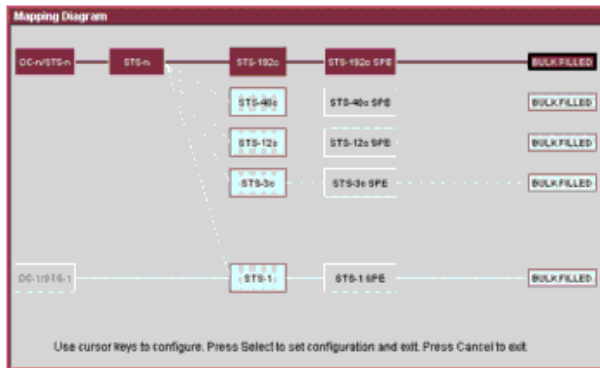 Mapping Diagram
OC-n/STS-n STS-n STS-192c STS-192c SPE BULK FILLED
STS-48c STS-48c SPE BULK FILLED
STS-12c STS-12c SPE BULK FILLED
STS-3c STS-3c SPE BULK FILLED
STS-1 STS-1 SPE BULK FILLED
Use cursor keys to configure. Press Select to set configuration and exit. Press Cancel to exit.